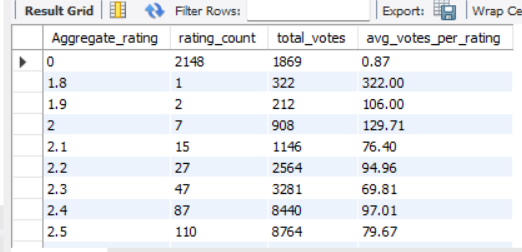 Result Grid Filter Rows: Export: Wrap Ce
Aggregate_rating rating_count total_votes avg_votes_per_rating
0 2148 1869 0.87
1.8 1 322 322.00
1.9 2 212 106.00
2 7 908 129.71
2.1 15 1146 76.40
2.2 27 2564 94.96
2.3 47 3281 69.81
2.4 87 8440 97.01
2.5 110 8764 79.67